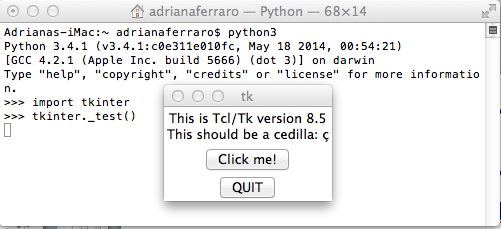 adrianaferraro — Python — 68×14
Adrianas-iMac:~ adrianaferraro$ python3
Python 3.4.1 (v3.4.1:c0e311e010fc, May 18 2014, 00:54:21)
[GCC 4.2.1 (Apple Inc. build 5666) (dot 3)] on darwin
Type "help", "copyright", "credits" or "license" for more informatio
n.
>>> import tkinter
>>> tkinter._test()
tk
This is Tcl/Tk version 8.5
This should be a cedilla: ç
Click me!
QUIT